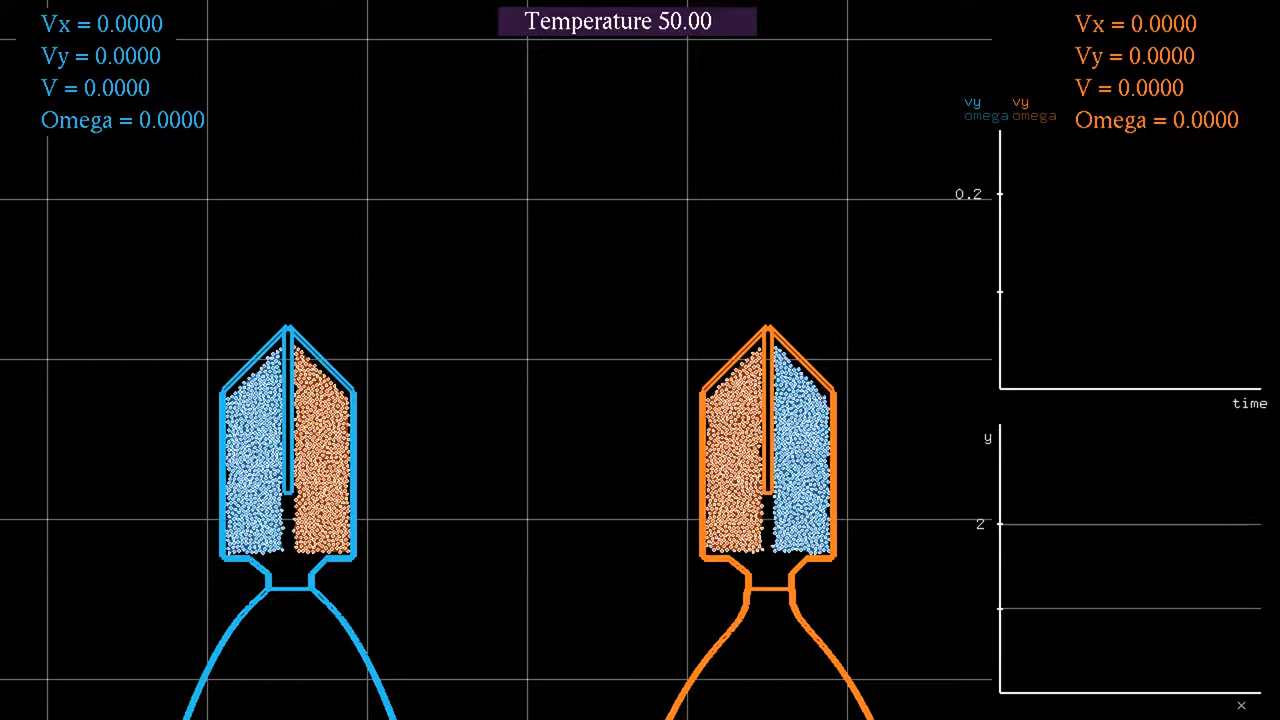 Vx = 0.0000
Vy = 0.0000
V = 0.0000
Omega = 0.0000
Temperature 50.00
Vx = 0.0000
Vy = 0.0000
V = 0.0000
Omega = 0.0000
vy vy
omega omega
0.2
time
y
2
x